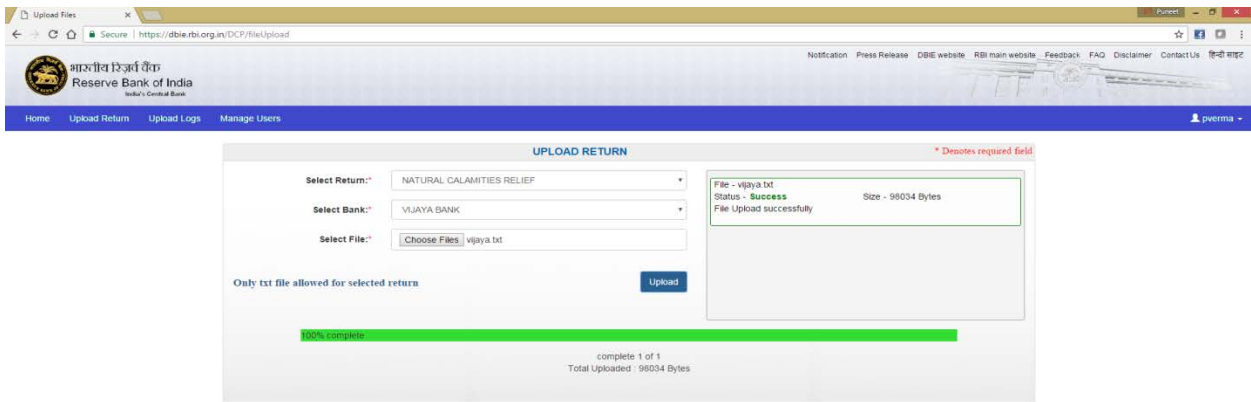 Upload Files
Puneet
Secure | https://dbie.rbi.org.in/DCP/fileUpload
Notification Press Release DBIE website RBI main website Feedback FAQ Disclaimer Contact Us हिन्दी साइट
भारतीय रिज़र्व बैंक
Reserve Bank of India
India's Central Bank
Home Upload Return Upload Logs Manage Users pverma
UPLOAD RETURN * Denotes required field
Select Return:* NATURAL CALAMITIES RELIEF
Select Bank:* VIJAYA BANK
Select File:* Choose Files vijaya.txt
File - vijaya.txt
Status - Success Size - 96034 Bytes
File Upload successfully
Only txt file allowed for selected return Upload
100% complete
complete 1 of 1
Total Uploaded : 96034 Bytes